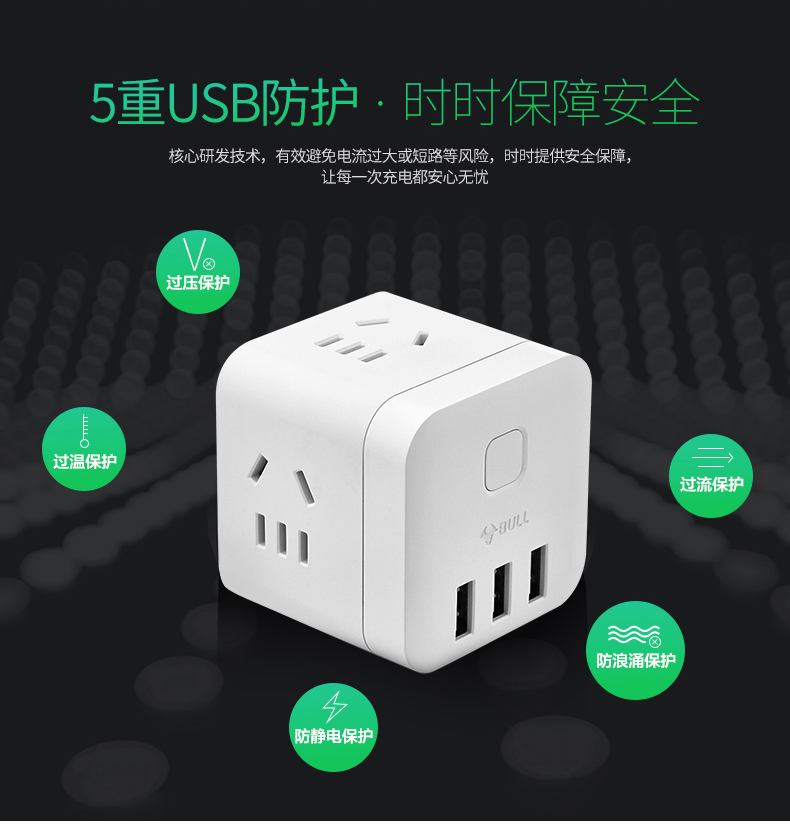 5重USB防护 · 时时保障安全
核心研发技术，有效避免电流过大或短路等风险，时时提供安全保障，
让每一次充电都安心无忧
过压保护
过温保护
过流保护
BULL
防浪涌保护
防静电保护